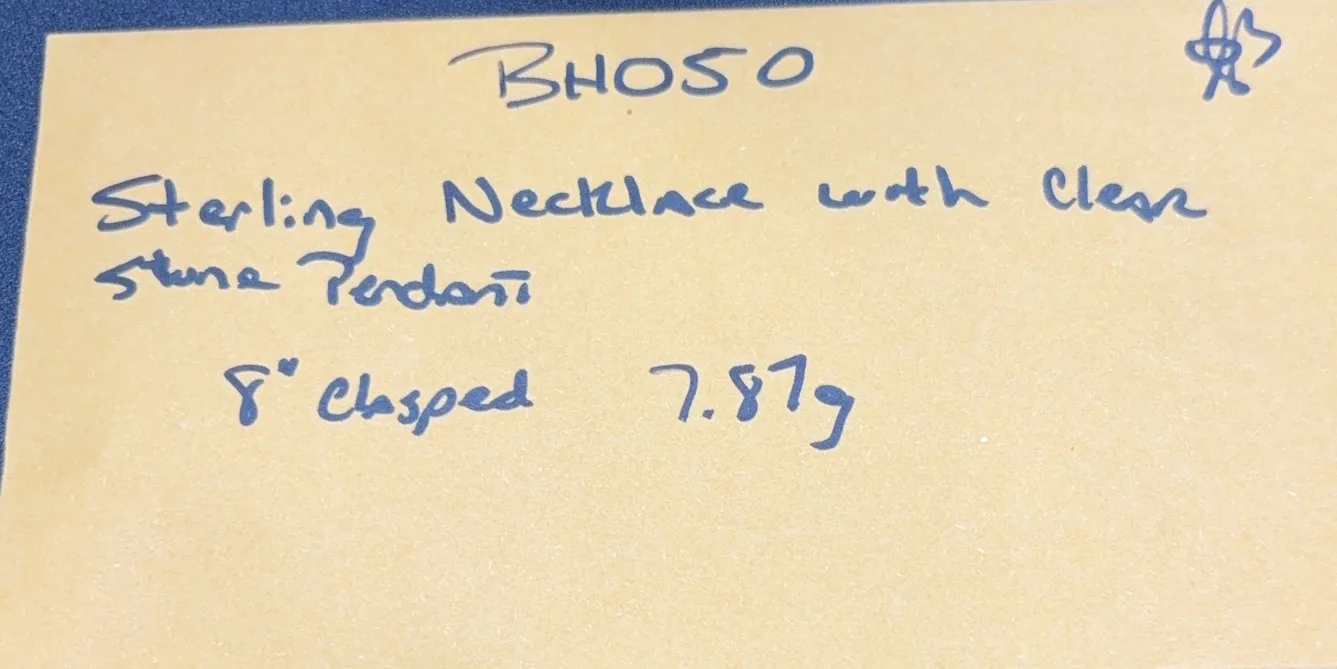 BH050
Sterling Necklace with Clear
Stone Pendant
8" Clasped 7.87g